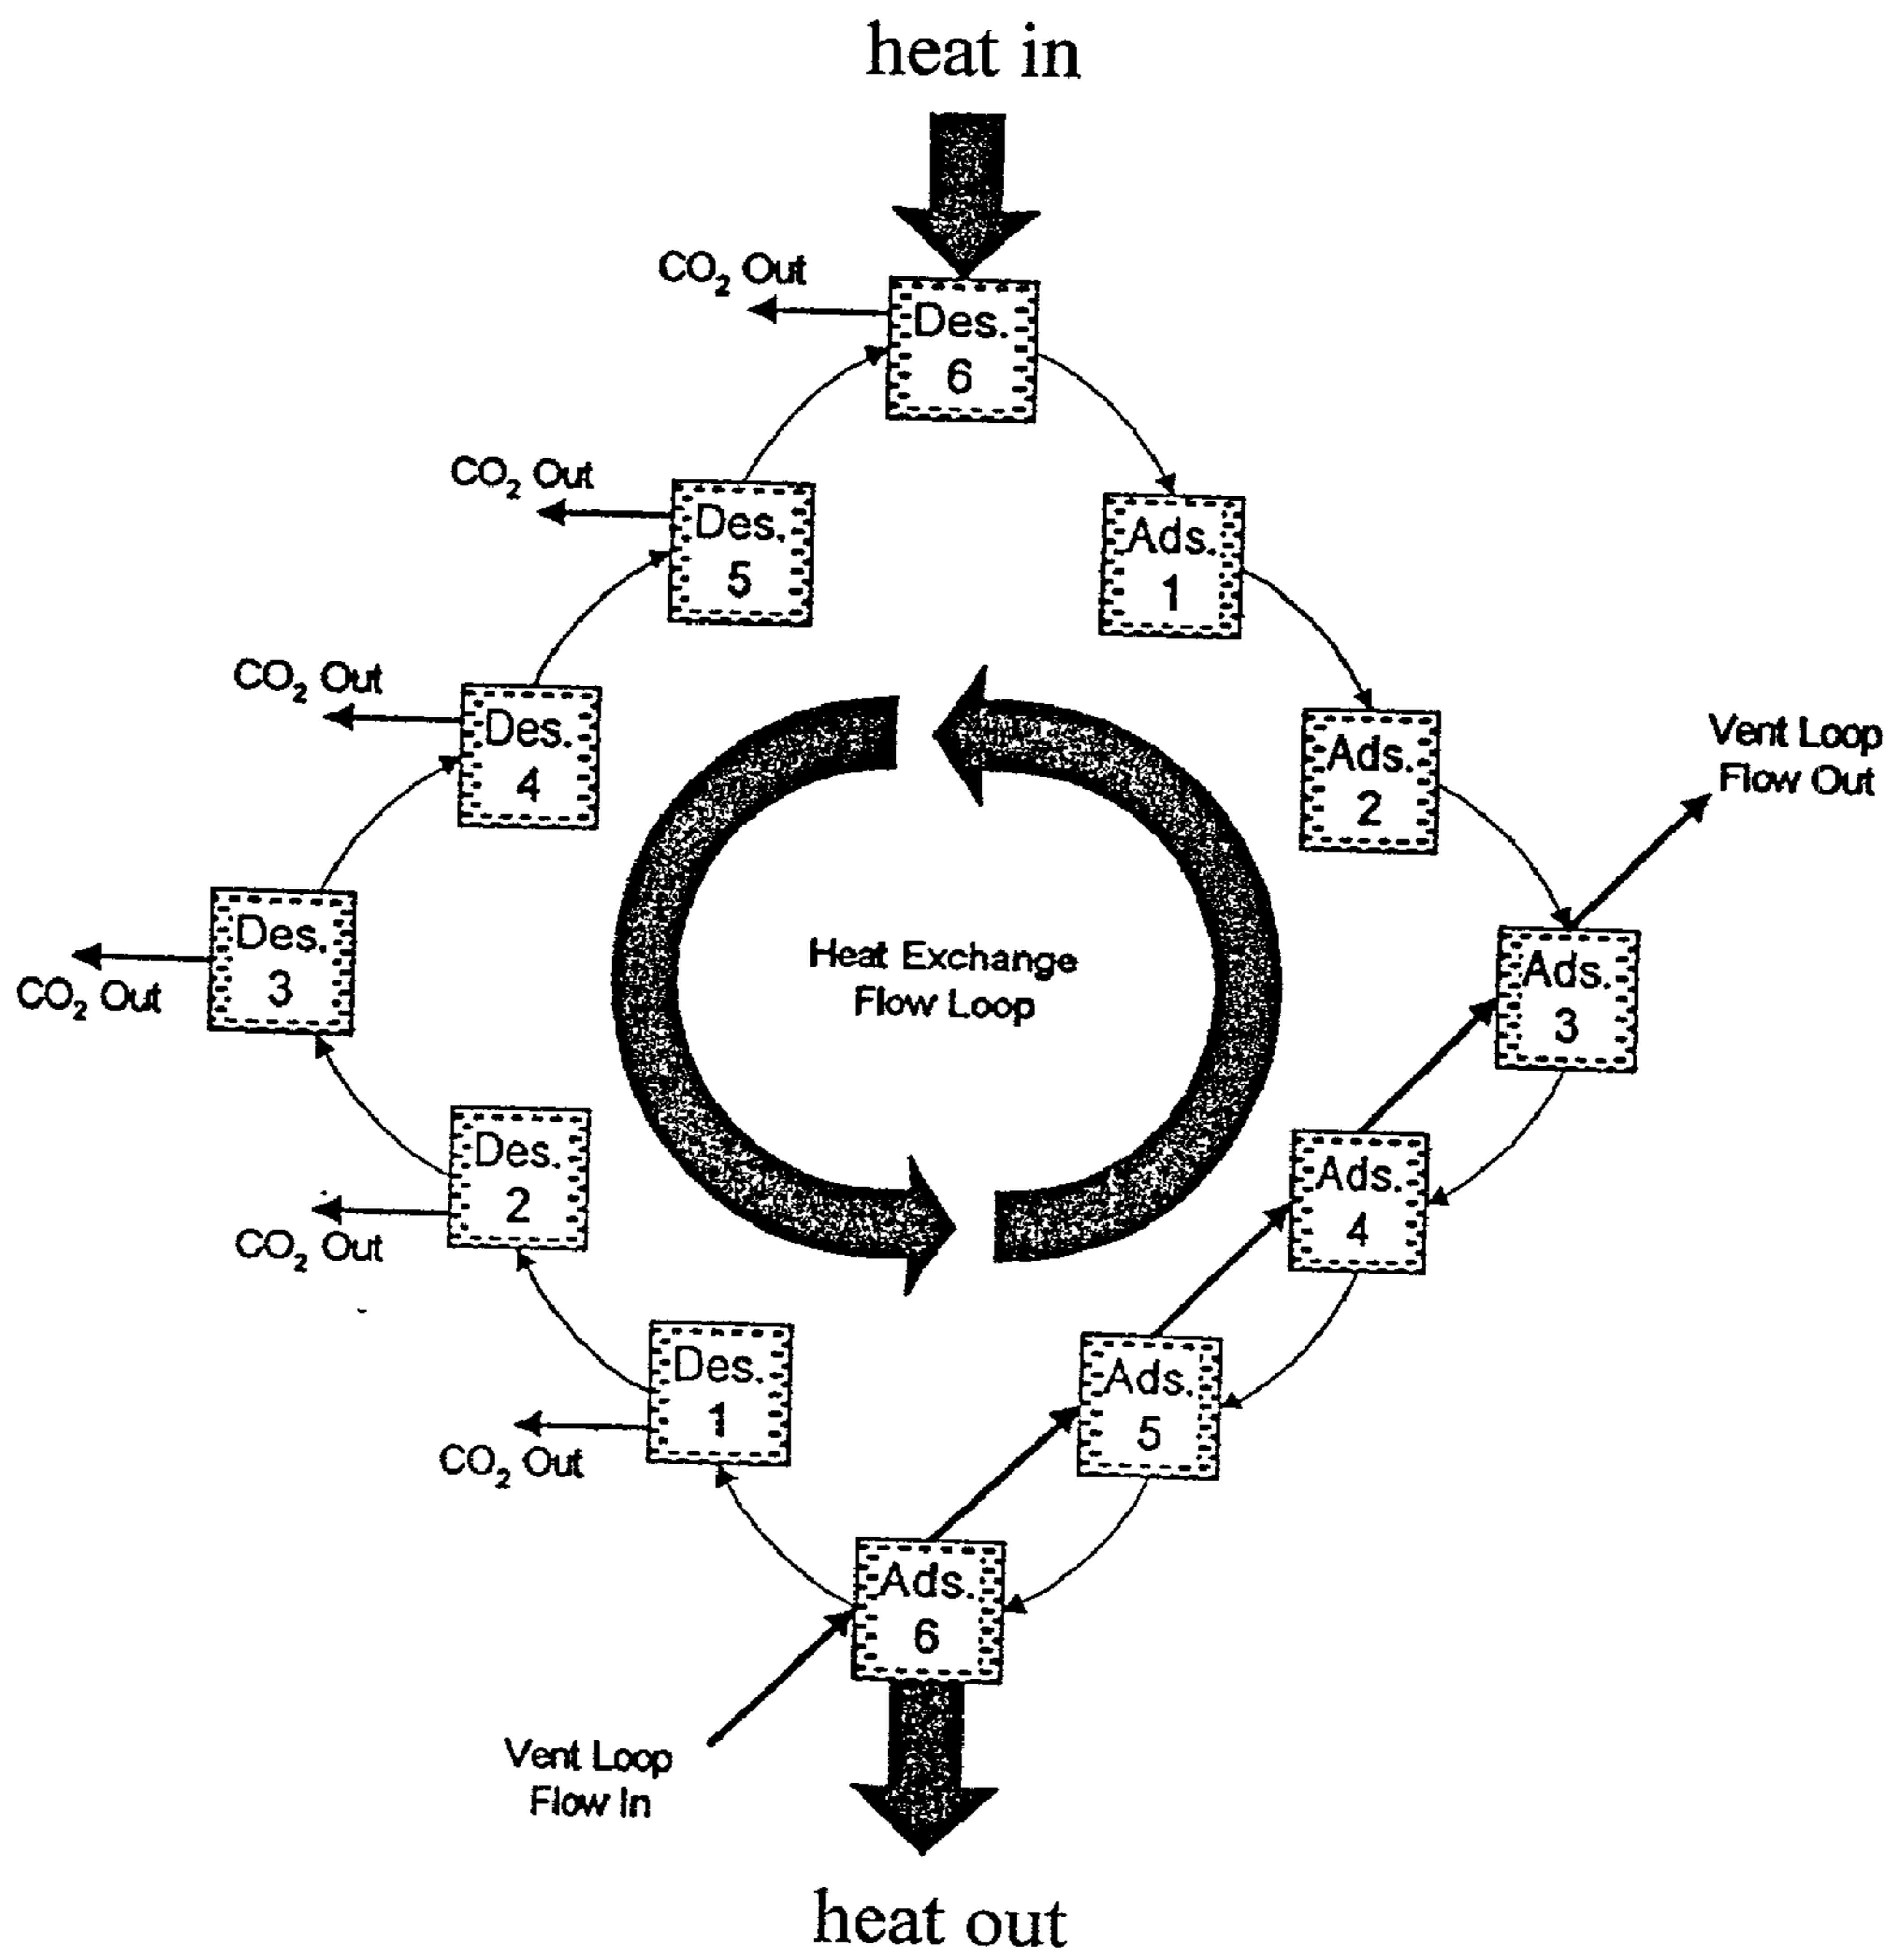 heat in
CO₂ Out
Des.
6
CO₂ Out
Des.
5
Ads.
1
CO₂ Out
Des.
4
Ads.
2
Vent Loop
Flow Out
CO₂ Out
Des.
3
Heat Exchange
Flow Loop
Ads.
3
CO₂ Out
Des.
2
Ads.
4
CO₂ Out
Des.
1
Ads.
5
Ads.
6
Vent Loop
Flow In
heat out